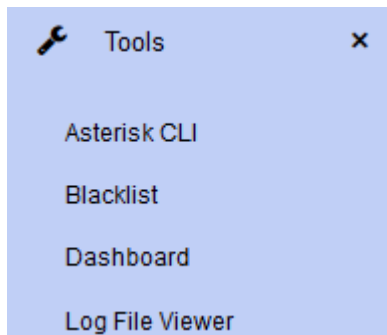 Tools
Asterisk CLI
Blacklist
Dashboard
Log File Viewer